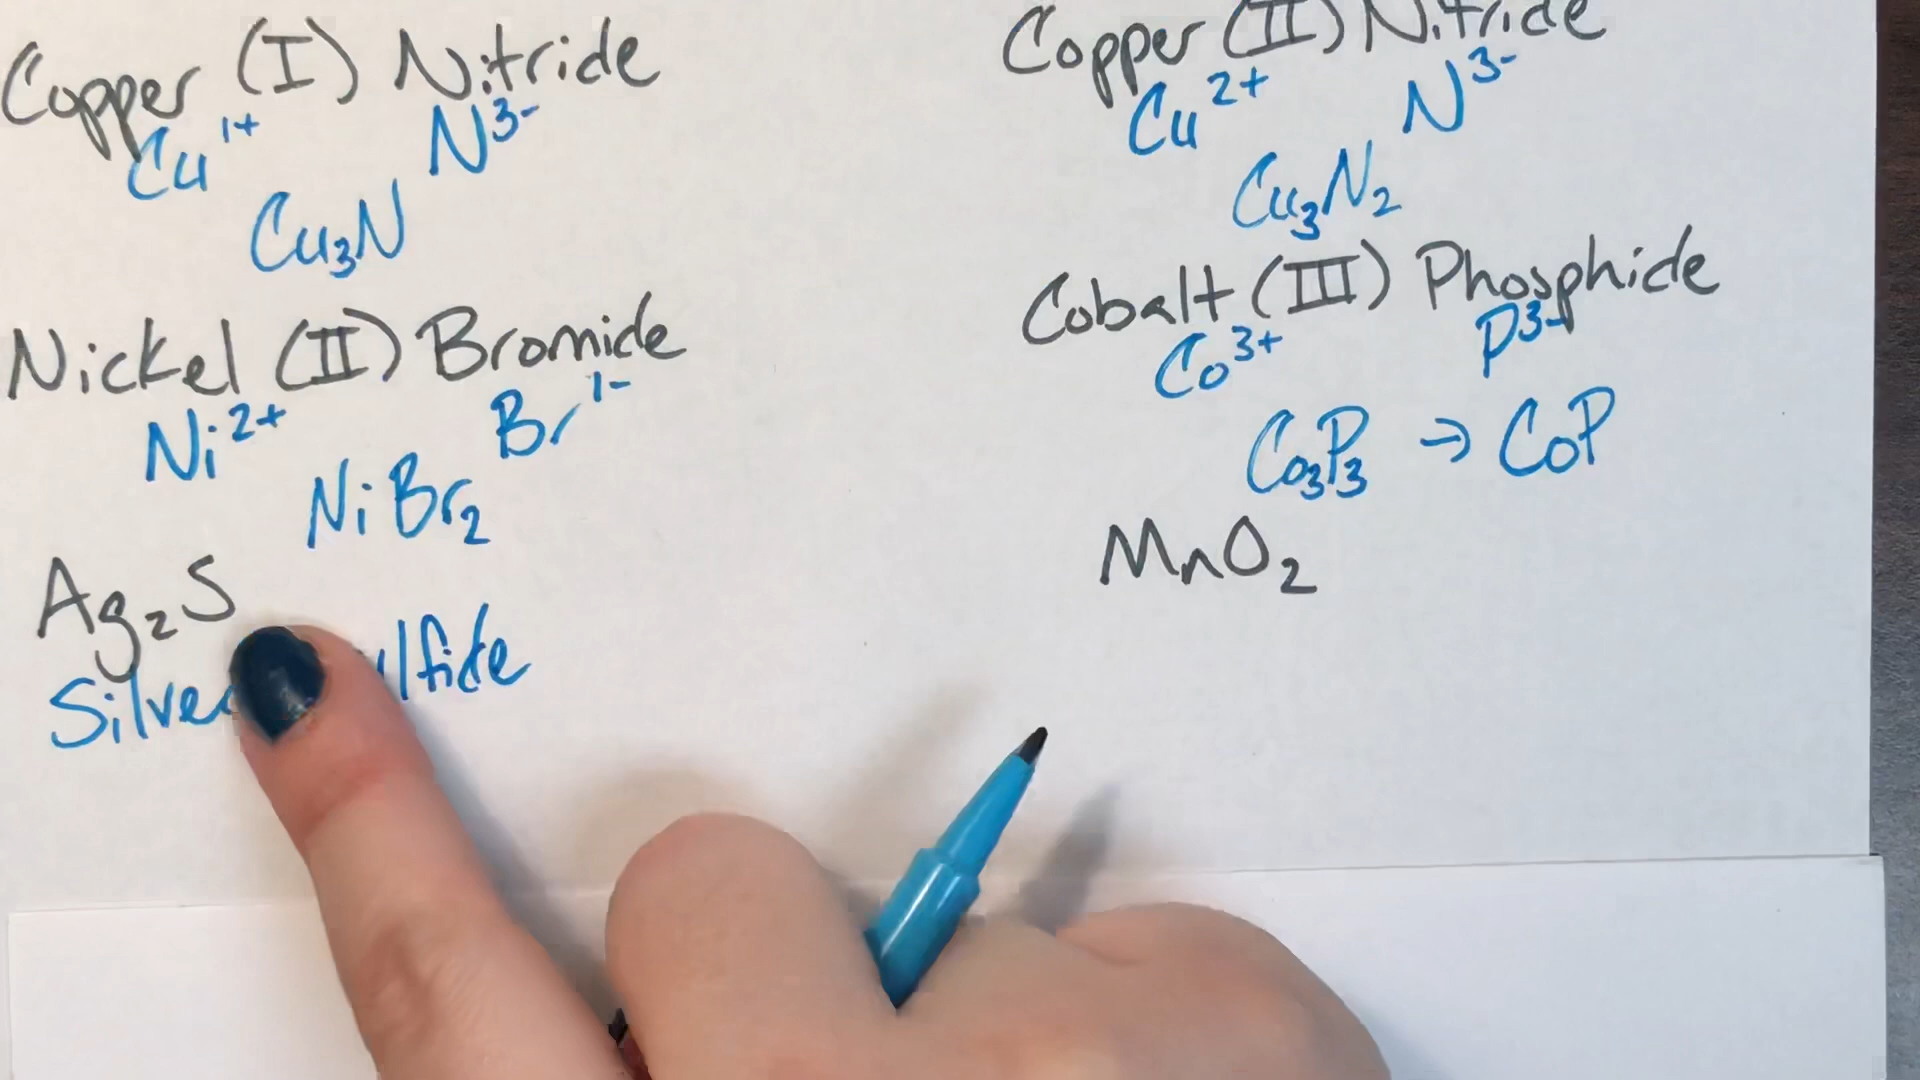 Copper (I) Nitride
Cu¹⁺ N³⁻
Cu₃N
Nickel (II) Bromide
Ni²⁺ Br¹⁻
NiBr₂
Ag₂S
Copper (II) Nitride
Cu²⁺ N³⁻
Cu₃N₂
Cobalt (III) Phosphide
Co³⁺ P³⁻
Co₃P₃ → CoP
MnO₂